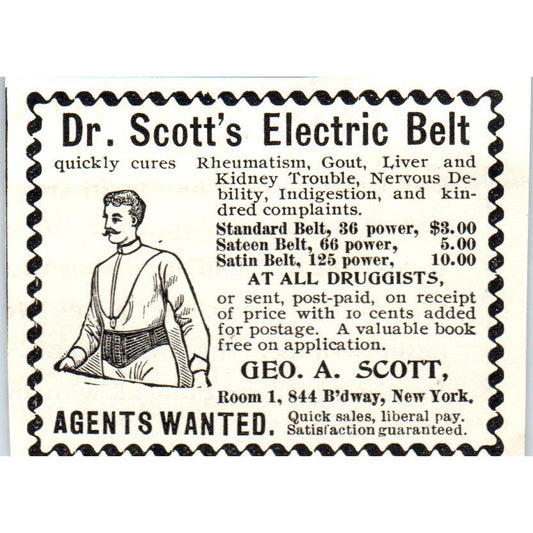 Dr. Scott's Electric Belt
quickly cures Rheumatism, Gout, Liver and
Kidney Trouble, Nervous De-
bility, Indigestion, and kin-
dred complaints.
Standard Belt, 36 power, $3.00
Sateen Belt, 66 power, 5.00
Satin Belt, 125 power, 10.00
AT ALL DRUGGISTS,
or sent, post-paid, on receipt
of price with 10 cents added
for postage. A valuable book
free on application.
GEO. A. SCOTT,
Room 1, 844 B'dway, New York.
AGENTS WANTED. Quick sales, liberal pay.
Satisfaction guaranteed.